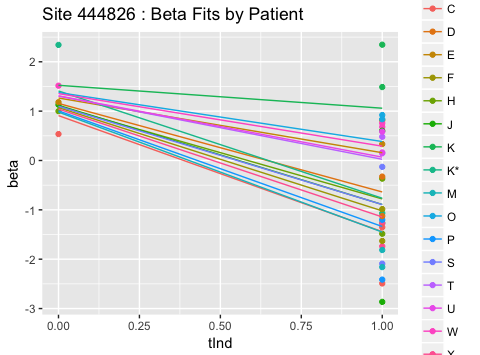 Site 444826 : Beta Fits by Patient
2
1
0
-1
-2
-3
beta
0.00 0.25 0.50 0.75 1.00
tInd
C
D
E
F
H
J
K
K*
M
O
P
S
T
U
W